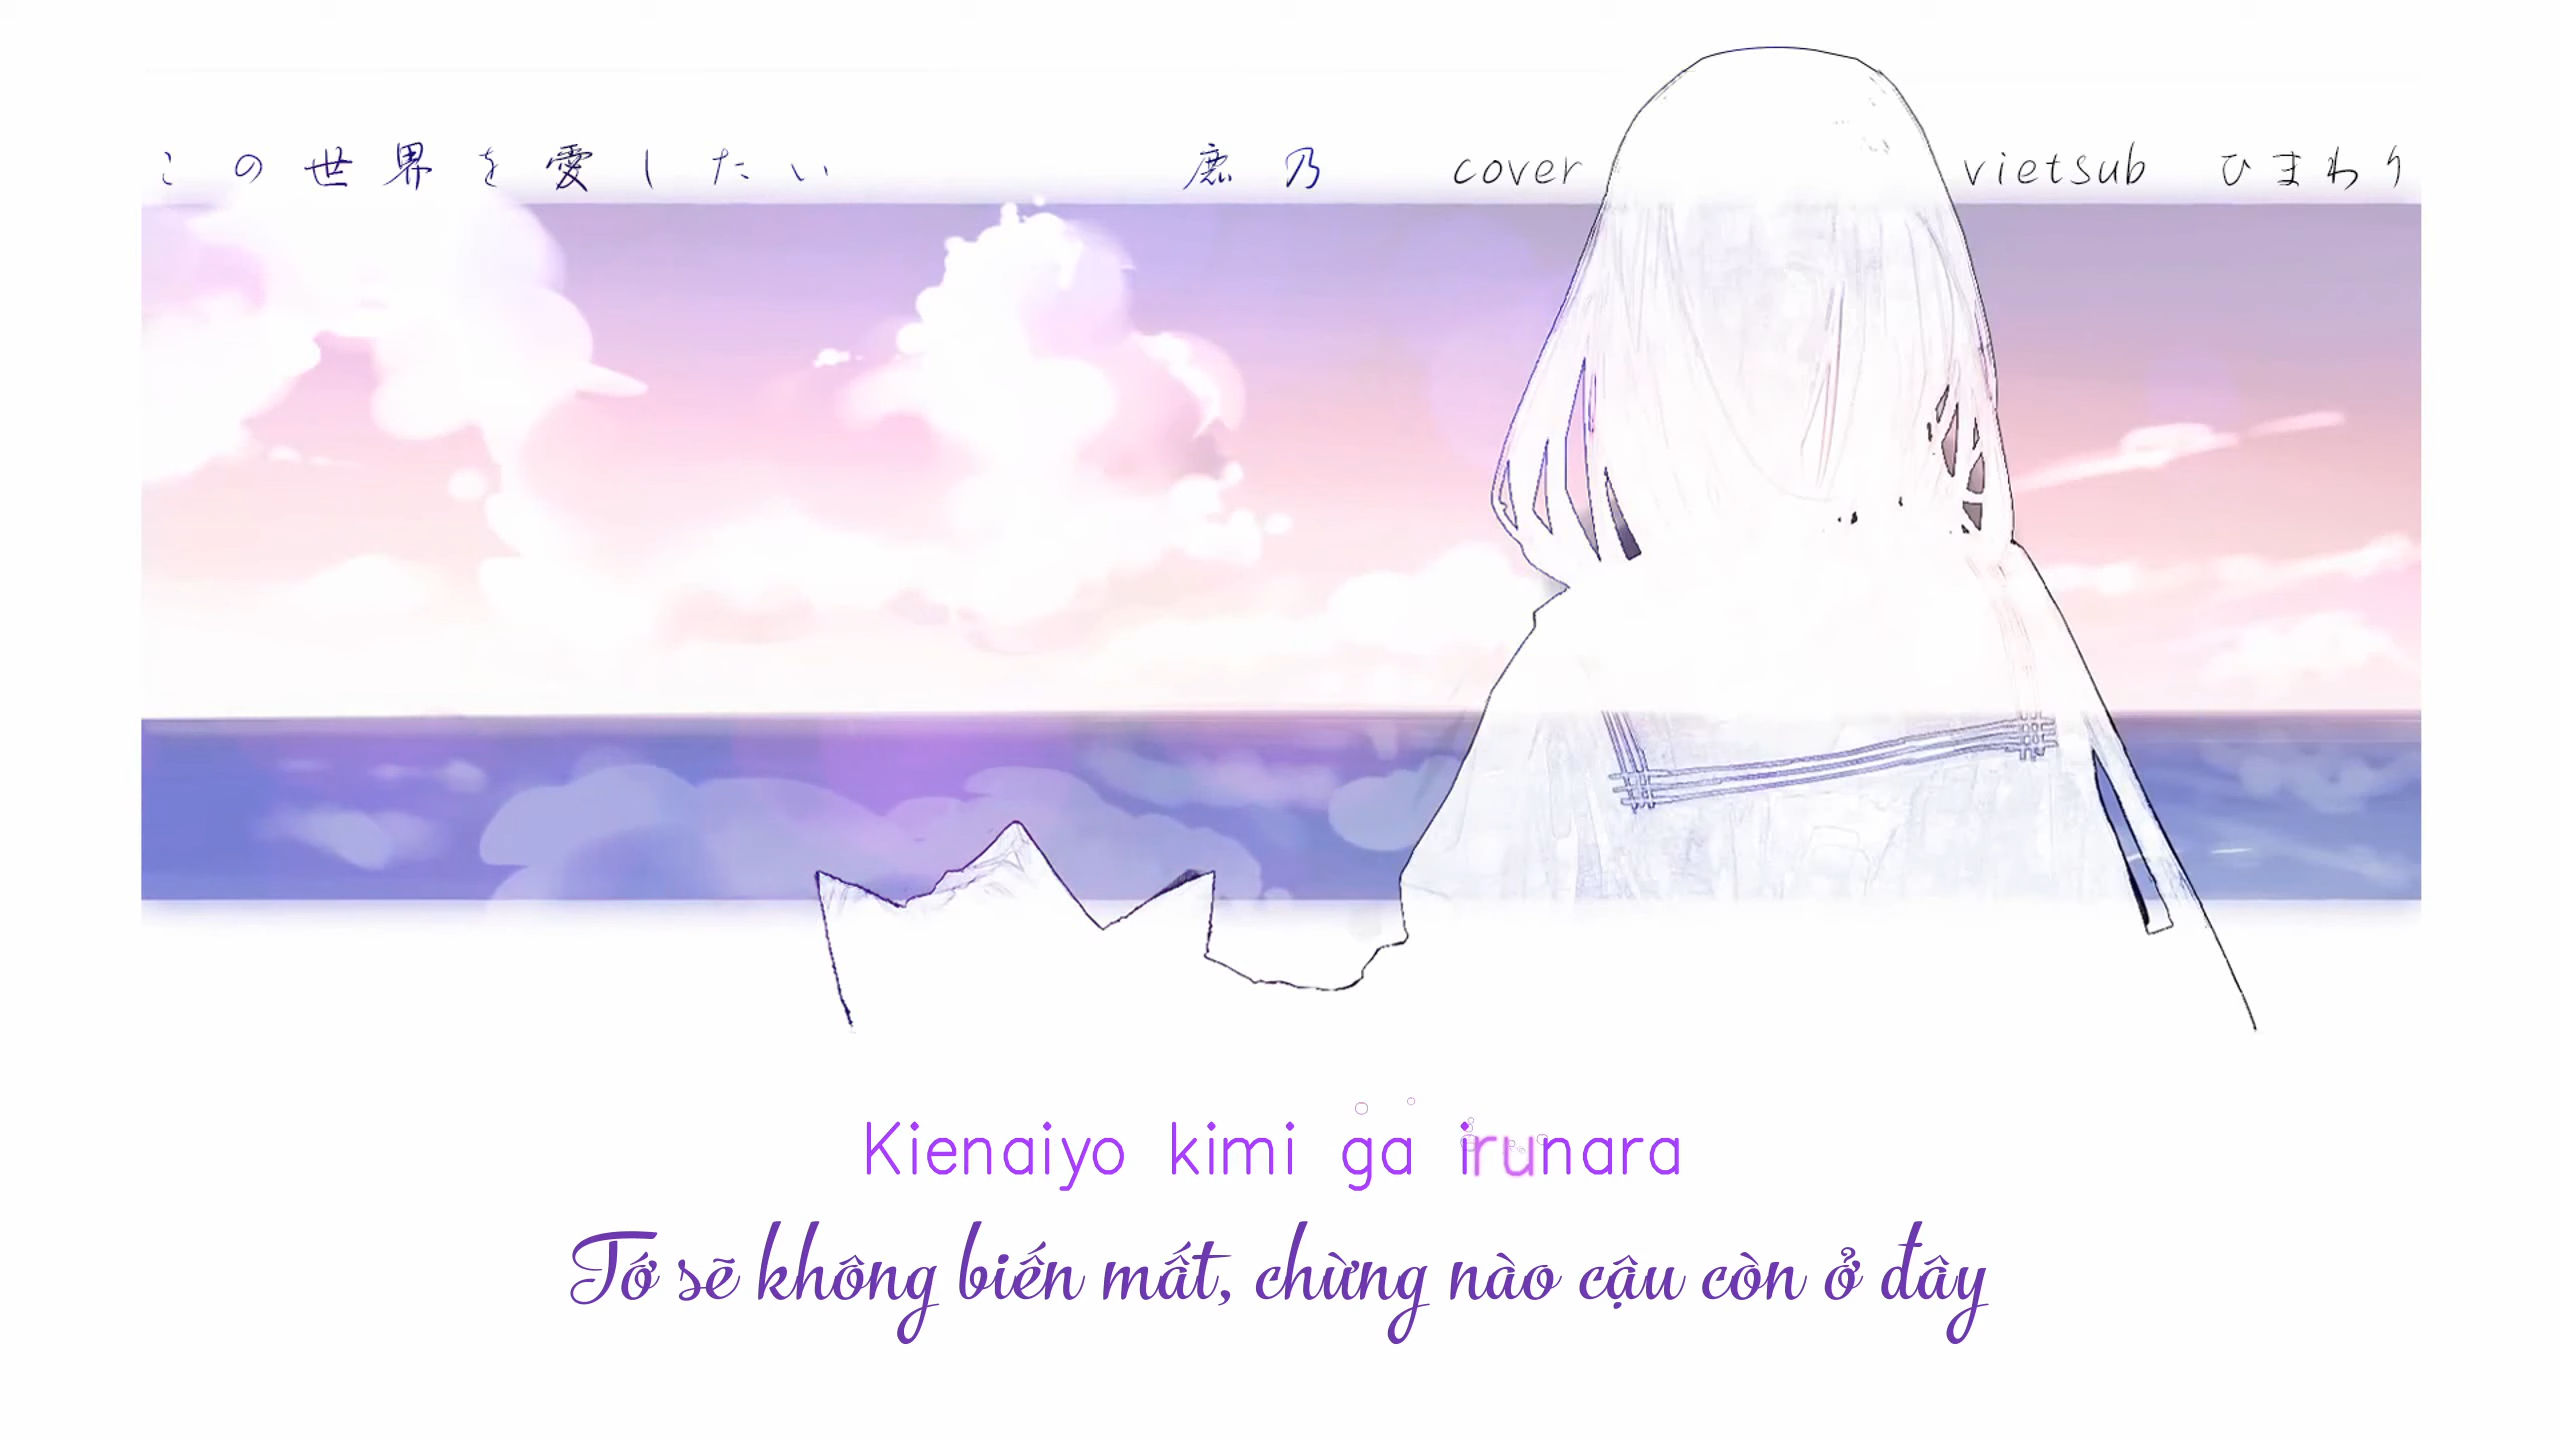 この世界を愛したい 鹿乃 cover vietsub ひまわり
Kienaiyo kimi ga irunara
Tớ sẽ không biến mất, chừng nào cậu còn ở đây